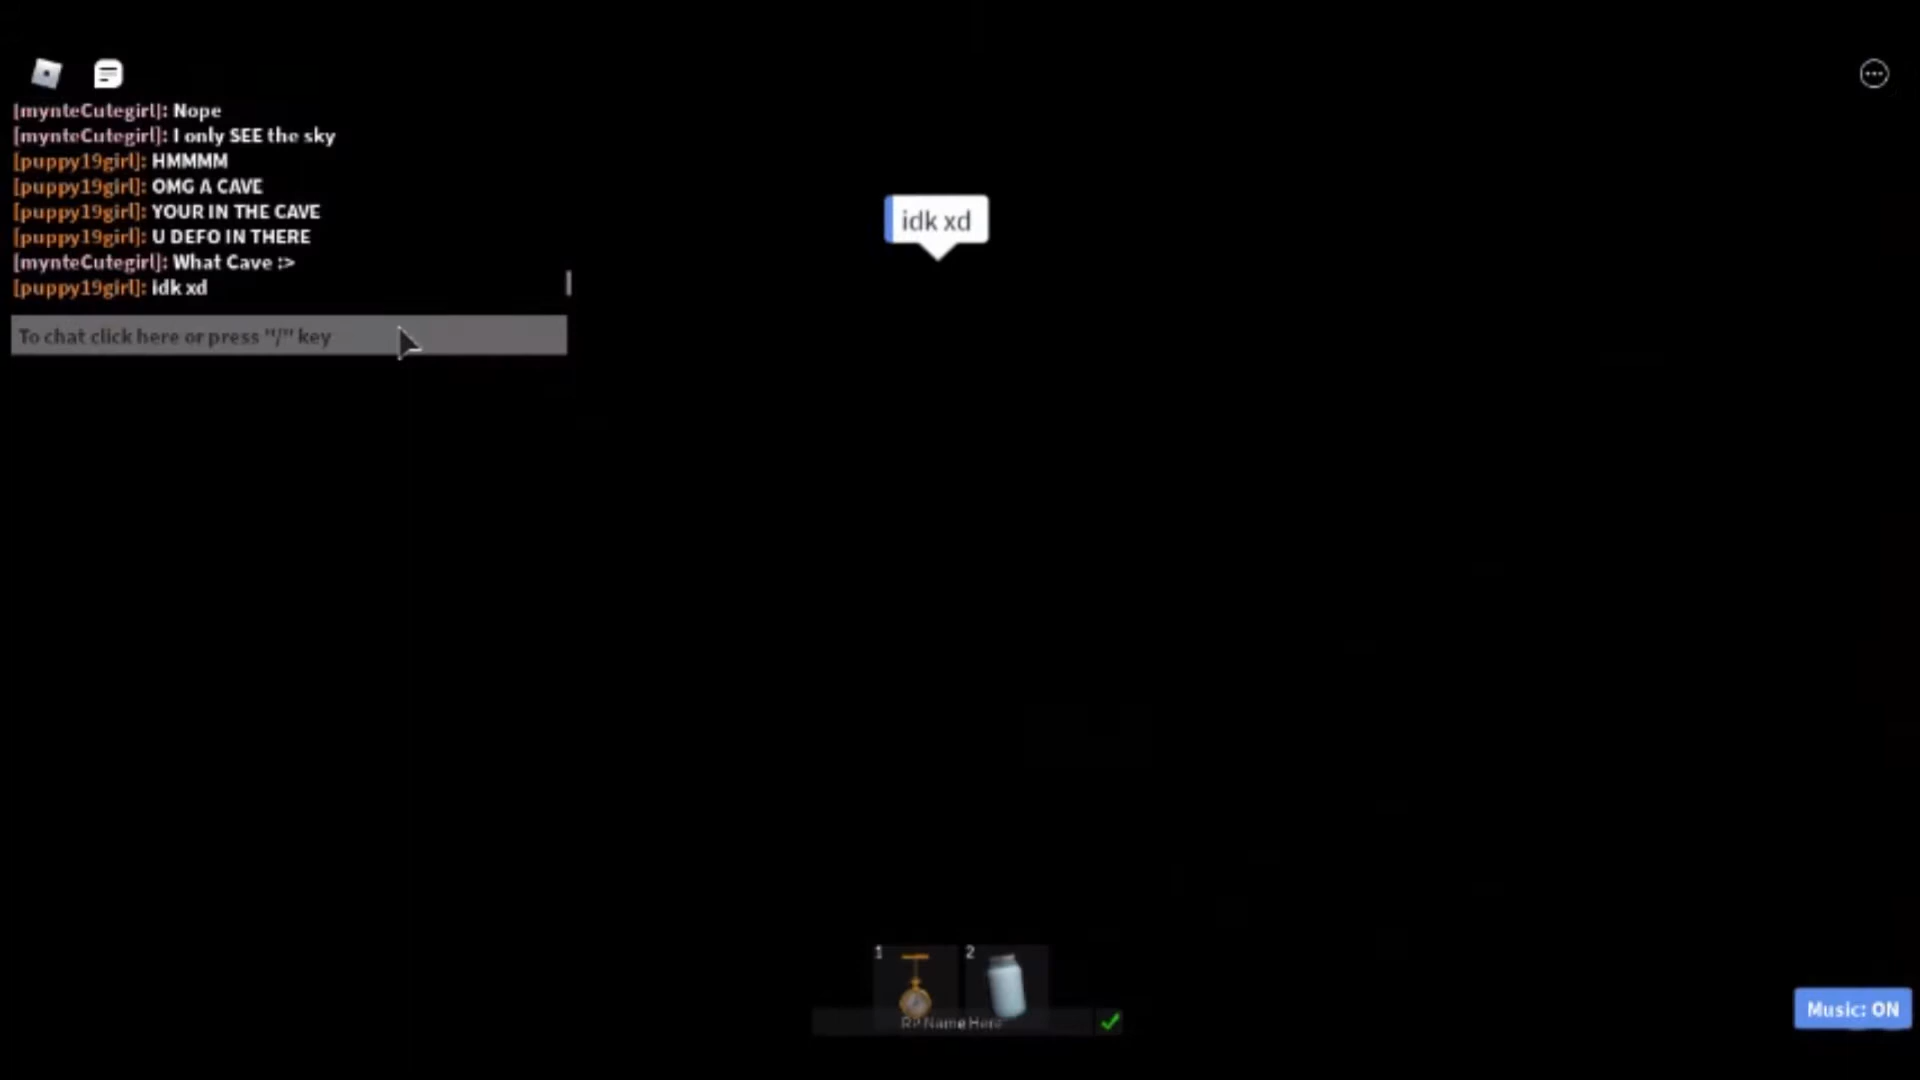 [mynteCutegirl]: Nope
[mynteCutegirl]: I only SEE the sky
[puppy19girl]: HMMMM
[puppy19girl]: OMG A CAVE
[puppy19girl]: YOUR IN THE CAVE
[puppy19girl]: U DEFO IN THERE
[mynteCutegirl]: What Cave :>
[puppy19girl]: idk xd
idk xd
To chat click here or press "/" key
1 2
RP Name Here
Music: ON